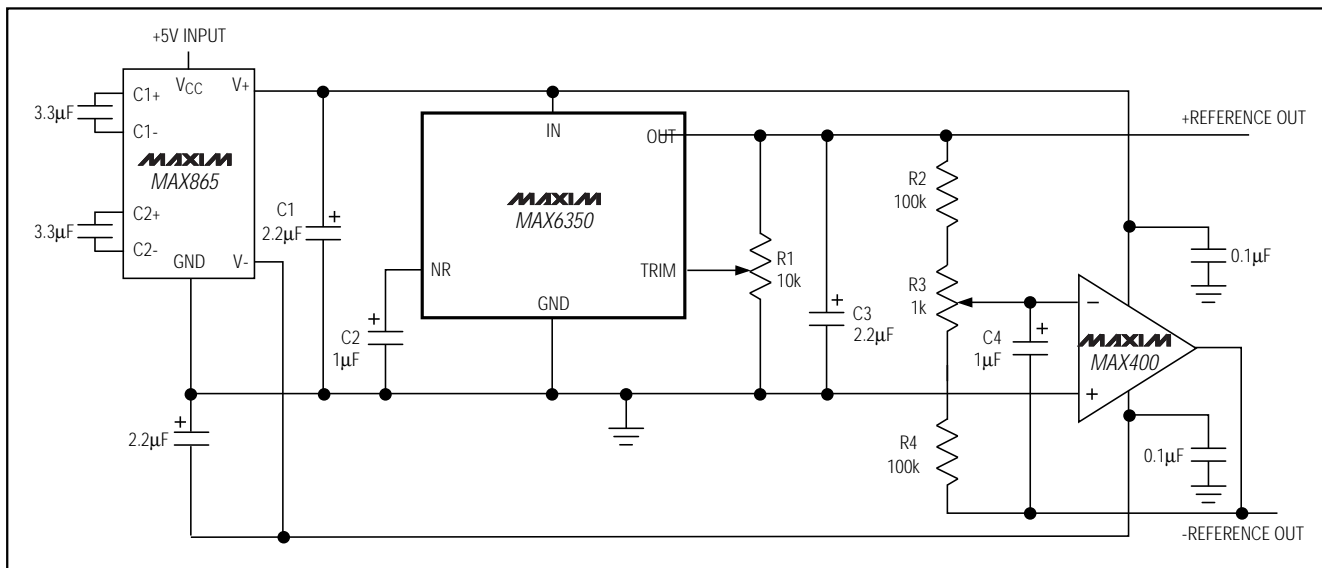 +5V INPUT
VCC
V+
C1+
C1-
3.3μF
MAXIM
MAX865
C2+
C2-
3.3μF
GND
V-
C1
2.2μF
+
IN
OUT
MAXIM
MAX6350
NR
TRIM
GND
+
C2
1μF
R1
10k
+
C3
2.2μF
+REFERENCE OUT
R2
100k
R3
1k
+
C4
1μF
−
MAXIM
MAX400
+
0.1μF
+
2.2μF
R4
100k
0.1μF
-REFERENCE OUT